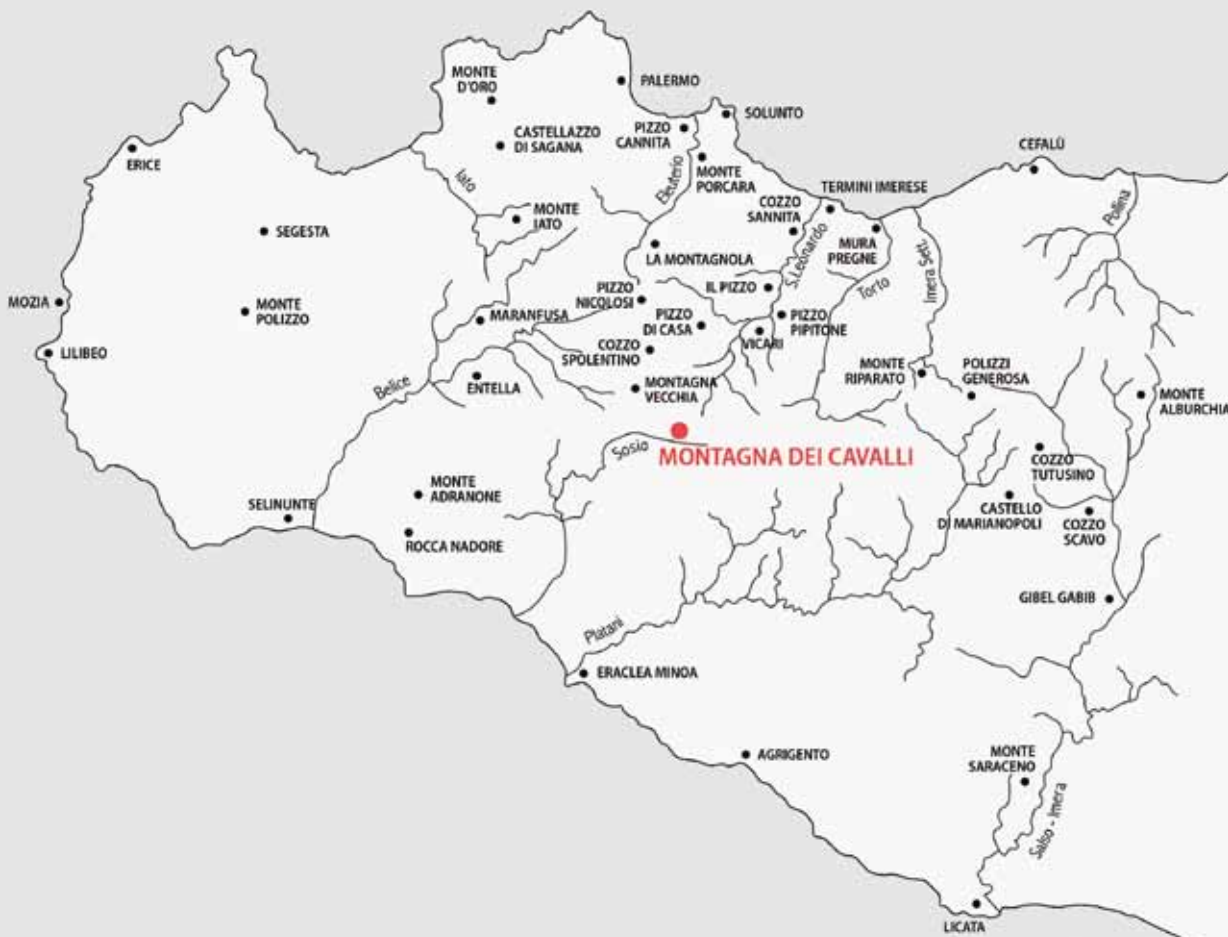 MONTE
D'ORO
PALERMO
SOLUNTO
PIZZO
CANNITA
CASTELLAZZO
DI SAGANA
ERICE
CEFALÙ
Iato
Eleuterio
MONTE
PORCARA
TERMINI IMERESE
Pollina
MONTE
IATO
COZZO
SANNITA
SEGESTA
S.Leonardo
MURA
PREGNE
Imera Sett.
LA MONTAGNOLA
MOZIA
MONTE
POLIZZO
PIZZO
NICOLOSI
IL PIZZO
Torto
MARANFUSA
PIZZO
DI CASA
PIZZO
PIPITONE
VICARI
LILIBEO
COZZO
SPOLENTINO
MONTE
RIPARATO
POLIZZI
GENEROSA
Belice
ENTELLA
MONTAGNA
VECCHIA
MONTE
ALBURCHIA
Sosio
MONTAGNA DEI CAVALLI
COZZO
TUTUSINO
MONTE
ADRANONE
SELINUNTE
CASTELLO
DI MARIANOPOLI
COZZO
SCAVO
ROCCA NADORE
GIBEL GABIB
Platani
ERACLEA MINOA
AGRIGENTO
MONTE
SARACENO
Salso - Imera
LICATA